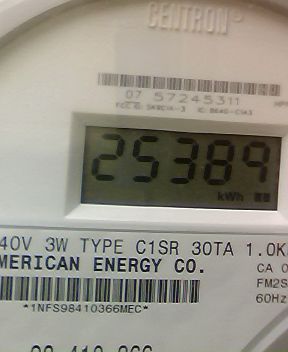 CENTRON®
07 57245311
25389
kWh
40V 3W TYPE C1SR 30TA 1.0K
MERICAN ENERGY CO.
CA 0
FM2S
60Hz
*1NFS98410366MEC*